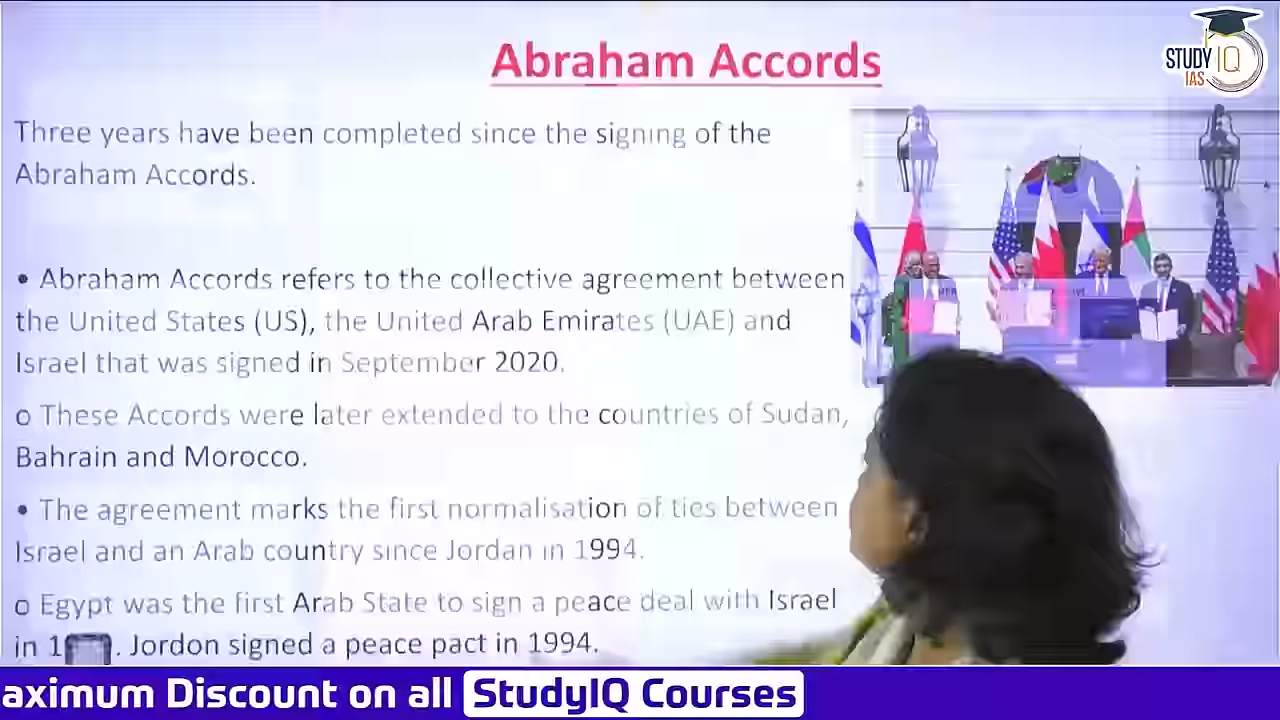 Abraham Accords
STUDY IQ
IAS
Three years have been completed since the signing of the
Abraham Accords.
• Abraham Accords refers to the collective agreement between
the United States (US), the United Arab Emirates (UAE) and
Israel that was signed in September 2020.
o These Accords were later extended to the countries of Sudan,
Bahrain and Morocco.
• The agreement marks the first normalisation of ties between
Israel and an Arab country since Jordan in 1994.
o Egypt was the first Arab State to sign a peace deal with Israel
in . Jordon signed a peace pact in 1994.
aximum Discount on all StudyIQ Courses